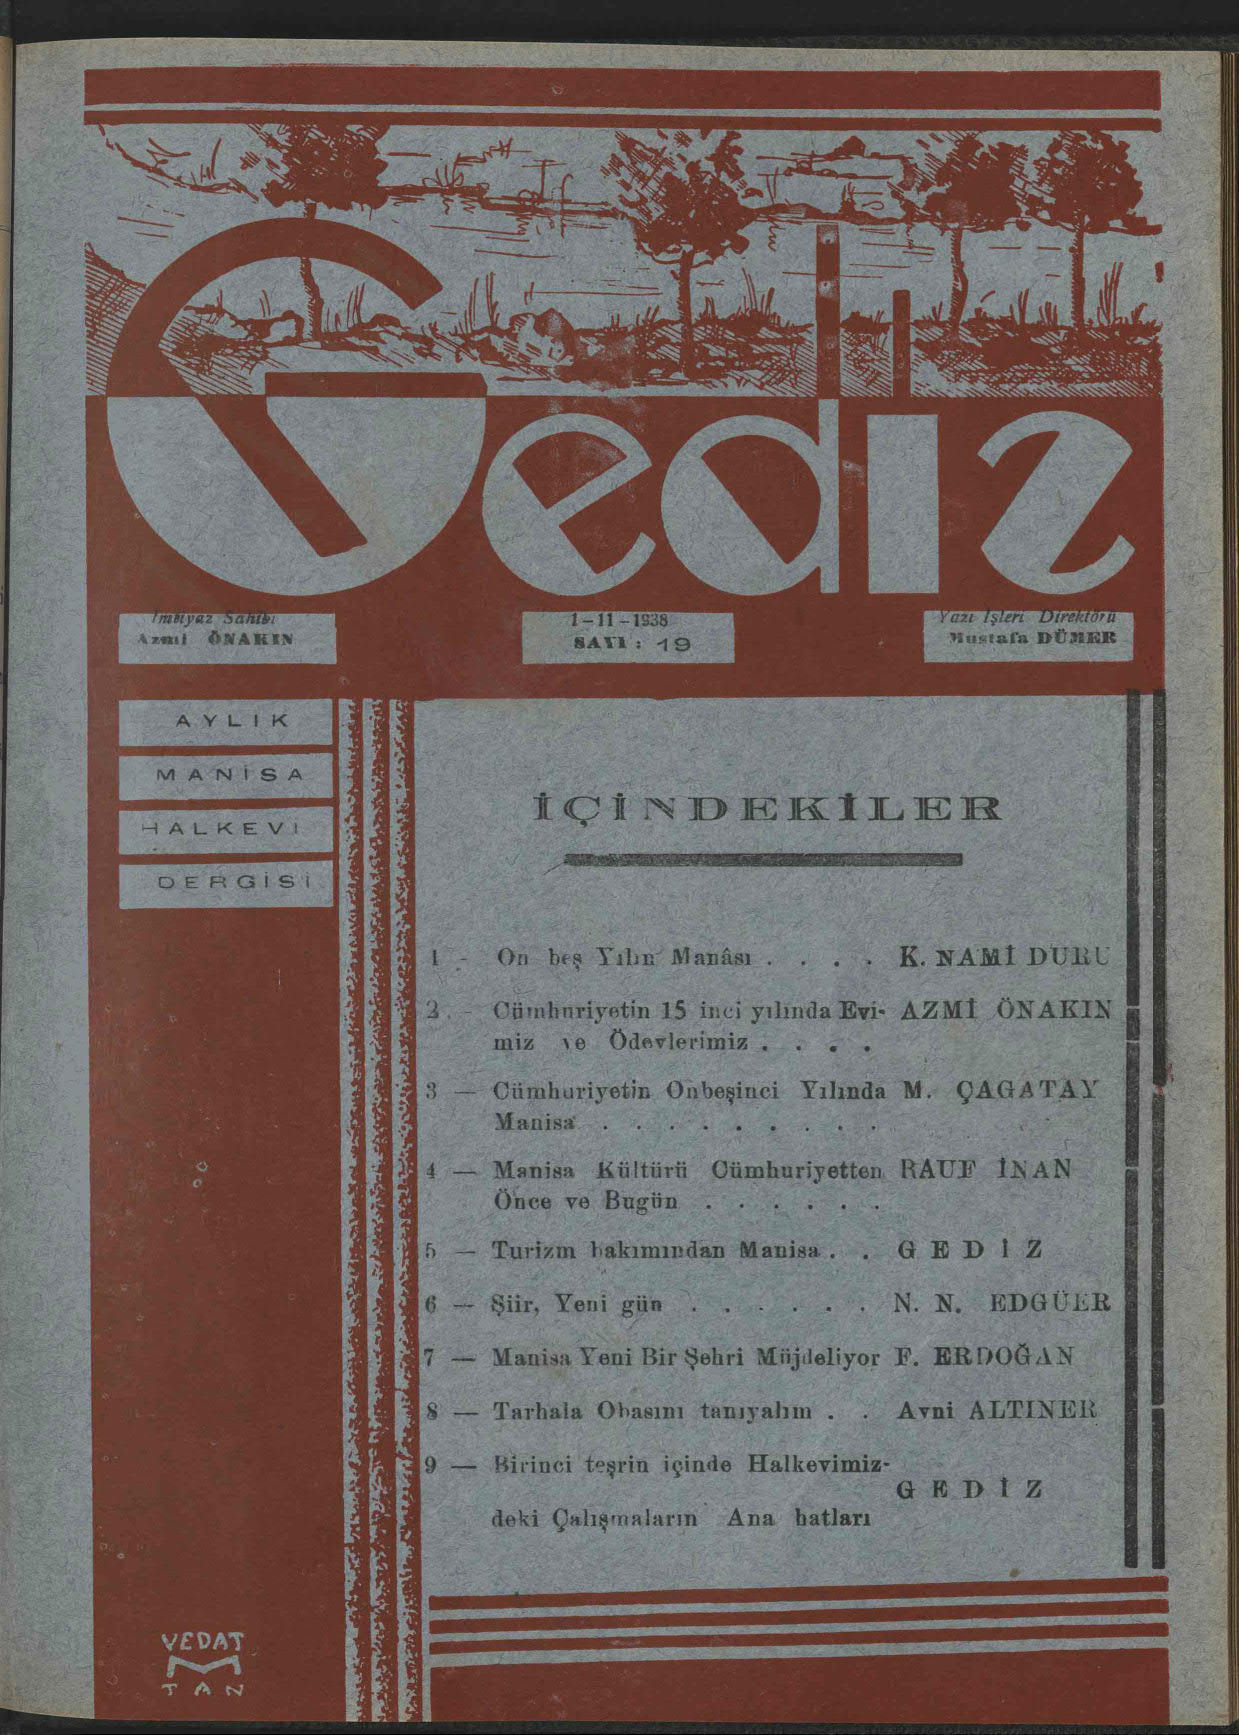 Gediz
İmtiyaz Sahibi
Azmi ÖNAKIN
1-11-1938
SAYI : 19
Yazı İşleri Direktörü
Mustafa DÜMER
AYLIK
MANİSA
HALKEVİ
DERGİSİ
İÇİNDEKİLER
1 - On beş Yılın Manâsı . . . . K. NAMİ DURU
2. - Cümhuriyetin 15 inci yılında Evi- AZMİ ÖNAKIN
miz ve Ödevlerimiz . . . .
3 — Cümhuriyetin Onbeşinci Yılında M. ÇAGATAY
Manisa . . . . . . . . .
4 — Manisa Kültürü Cümhuriyetten RAUF İNAN
Önce ve Bugün . . . . . .
5 — Turizm bakımından Manisa . . GEDİZ
6 — Şiir, Yeni gün . . . . . . N. N. EDGÜER
7 — Manisa Yeni Bir Şehri Müjdeliyor F. ERDOĞAN
8 — Tarhala Obasını tanıyalım . . Avni ALTINER
9 — Birinci teşrin içinde Halkevimiz-
GEDİZ
deki Çalışmaların Ana hatları
VEDAT
TAN